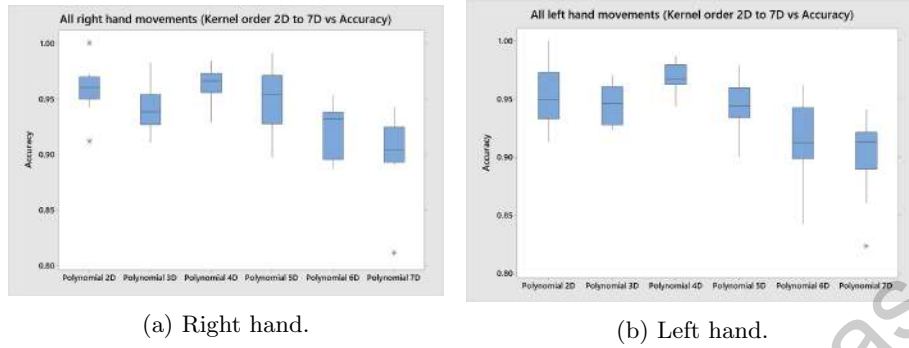 All right hand movements (Kernel order 2D to 7D vs Accuracy)
1.00
0.95
0.90
0.85
0.80
Accuracy
Polynomial 2D Polynomial 3D Polynomial 4D Polynomial 5D Polynomial 6D Polynomial 7D
(a) Right hand.
All left hand movements (Kernel order 2D to 7D vs Accuracy)
1.00
0.95
0.90
0.85
0.80
Accuracy
Polynomial 2D Polynomial 3D Polynomial 4D Polynomial 5D Polynomial 6D Polynomial 7D
(b) Left hand.
as